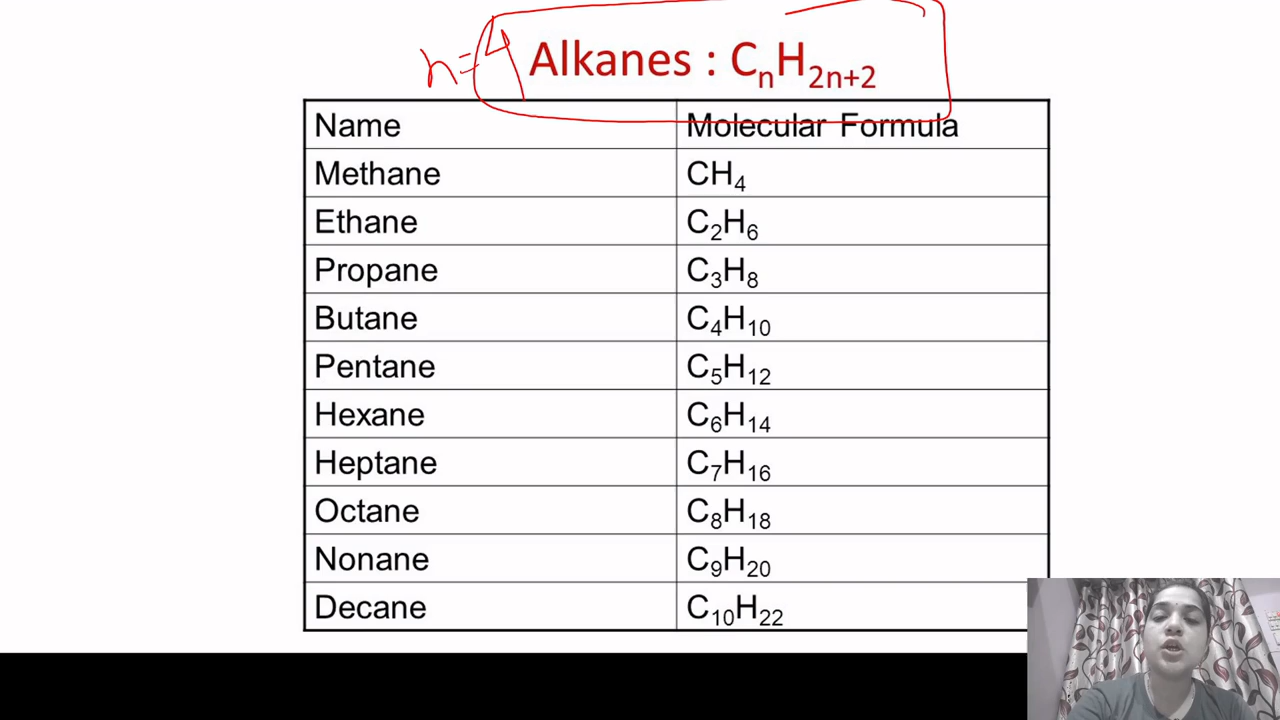 n=4 Alkanes : CₙH₂ₙ₊₂
Name Molecular Formula
Methane CH₄
Ethane C₂H₆
Propane C₃H₈
Butane C₄H₁₀
Pentane C₅H₁₂
Hexane C₆H₁₄
Heptane C₇H₁₆
Octane C₈H₁₈
Nonane C₉H₂₀
Decane C₁₀H₂₂